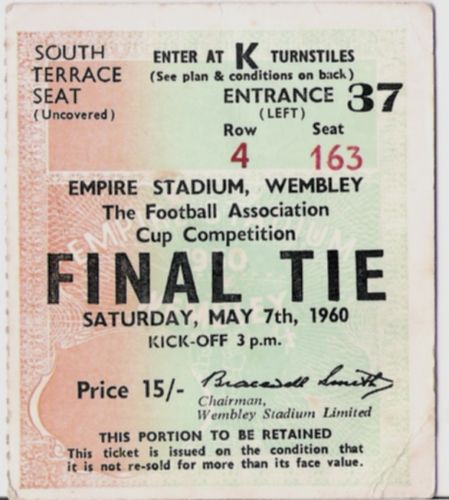 SOUTH TERRACE SEAT
(Uncovered)
ENTER AT K TURNSTILES
(See plan & conditions on back)
ENTRANCE 37
(LEFT)
Row Seat
4 163
EMPIRE STADIUM, WEMBLEY
The Football Association
Cup Competition
FINAL TIE
SATURDAY, MAY 7th, 1960
KICK-OFF 3 p.m.
Price 15/-
Bracewell Smith
Chairman,
Wembley Stadium Limited
THIS PORTION TO BE RETAINED
This ticket is issued on the condition that
it is not re-sold for more than its face value.